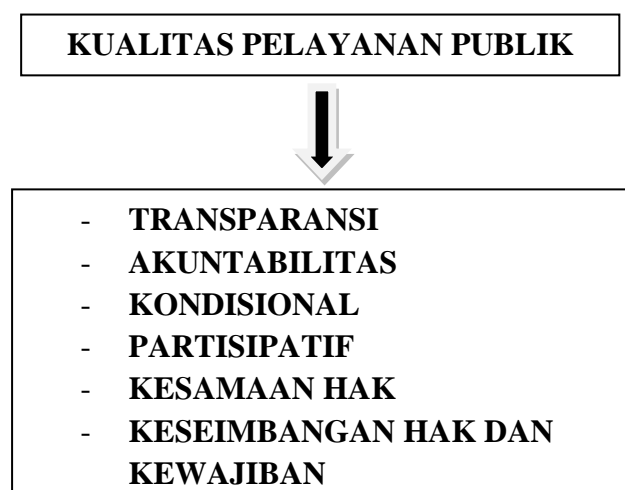 KUALITAS PELAYANAN PUBLIK
- TRANSPARANSI
- AKUNTABILITAS
- KONDISIONAL
- PARTISIPATIF
- KESAMAAN HAK
- KESEIMBANGAN HAK DAN
KEWAJIBAN